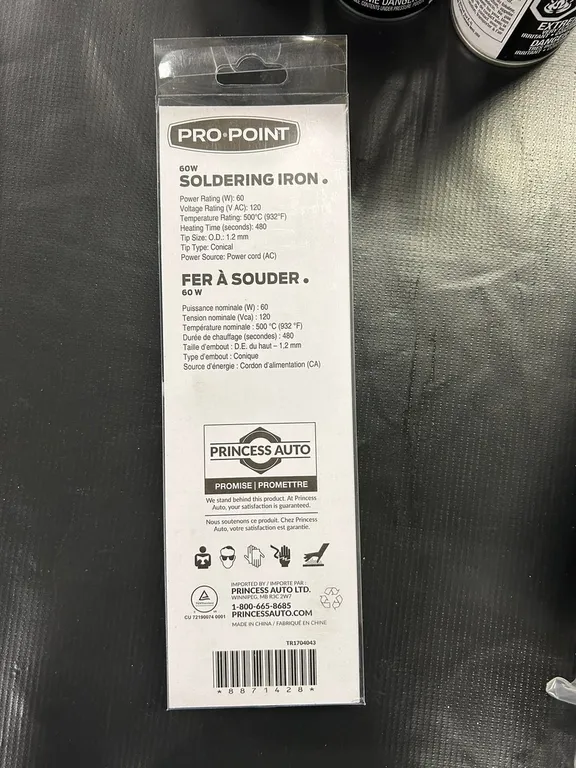 PRO•POINT
60W
SOLDERING IRON •
Power Rating (W): 60
Voltage Rating (V AC): 120
Temperature Rating: 500°C (932°F)
Heating Time (seconds): 480
Tip Size: O.D.: 1.2 mm
Tip Type: Conical
Power Source: Power cord (AC)
FER À SOUDER •
60 W
Puissance nominale (W) : 60
Tension nominale (Vca) : 120
Température nominale : 500 °C (932 °F)
Durée de chauffage (secondes) : 480
Taille d'embout : D.E. du haut – 1.2 mm
Type d'embout : Conique
Source d'énergie : Cordon d'alimentation (CA)
PRINCESS AUTO
PROMISE | PROMETTRE
We stand behind this product. At Princess
Auto, your satisfaction is guaranteed.
Nous soutenons ce produit. Chez Princess
Auto, votre satisfaction est garantie.
IMPORTED BY / IMPORTÉ PAR :
PRINCESS AUTO LTD.
WINNIPEG, MB R3C 2W7
1-800-665-8685
PRINCESSAUTO.COM
MADE IN CHINA / FABRIQUÉ EN CHINE
CU 72190074 0001
TR1704043
*8871428*
EXTRE
DANGE